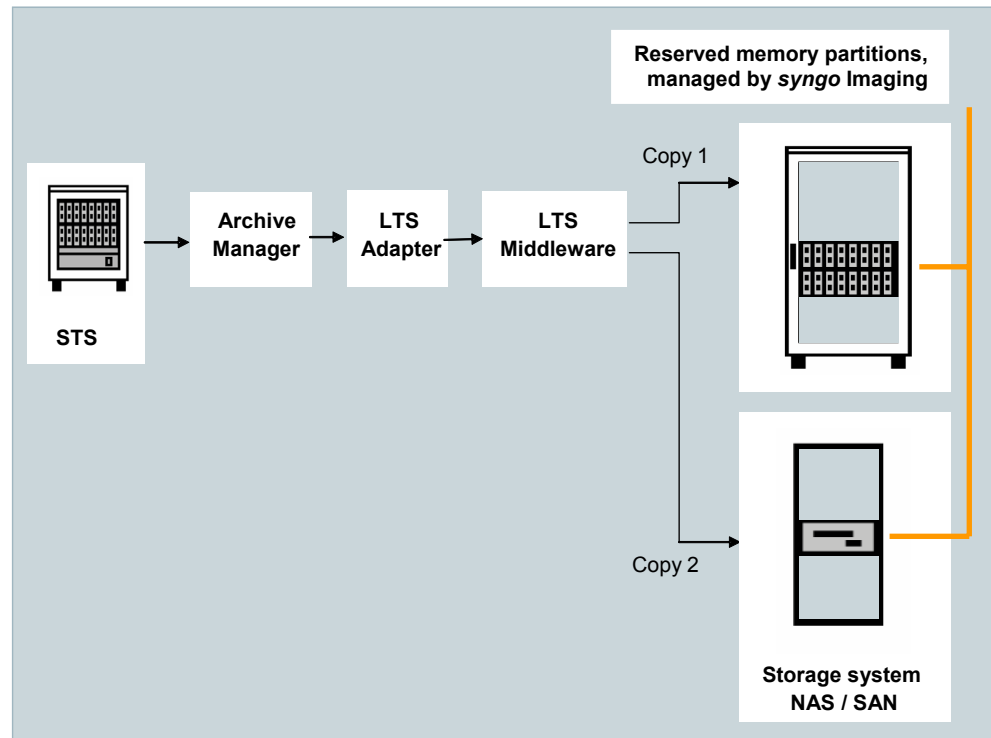 Reserved memory partitions,
managed by syngo Imaging
Copy 1
STS
Archive
Manager
LTS
Adapter
LTS
Middleware
Copy 2
Storage system
NAS / SAN